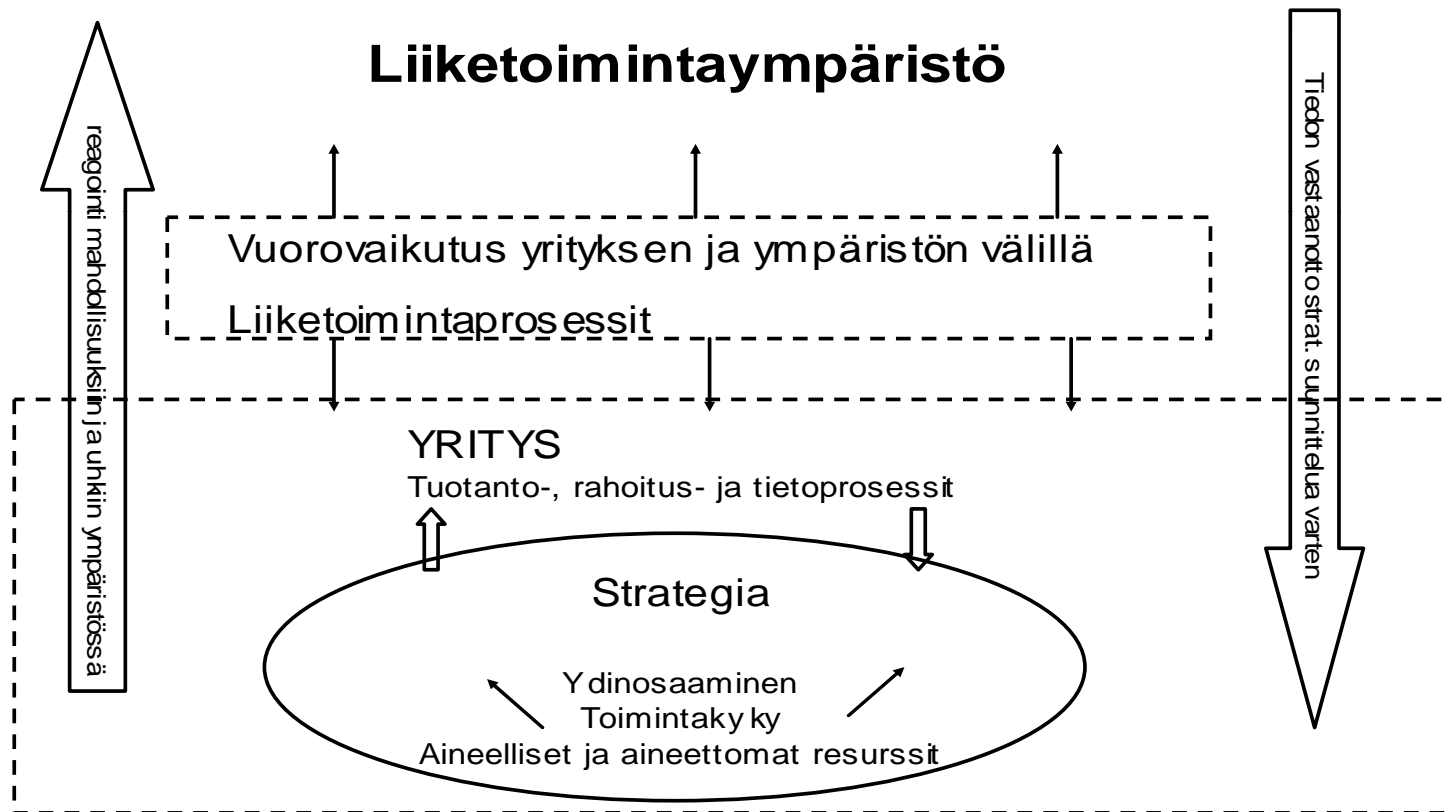 Liiketoimintaympäristö
reagointi mahdollisuuksiin ja uhkiin ympäristössä
Tiedon vastaanotto strat. suunnittelua varten
Vuorovaikutus yrityksen ja ympäristön välillä
Liiketoimintaprosessit
YRITYS
Tuotanto-, rahoitus- ja tietoprosessit
Strategia
Ydinosaaminen
Toimintakyky
Aineelliset ja aineettomat resurssit